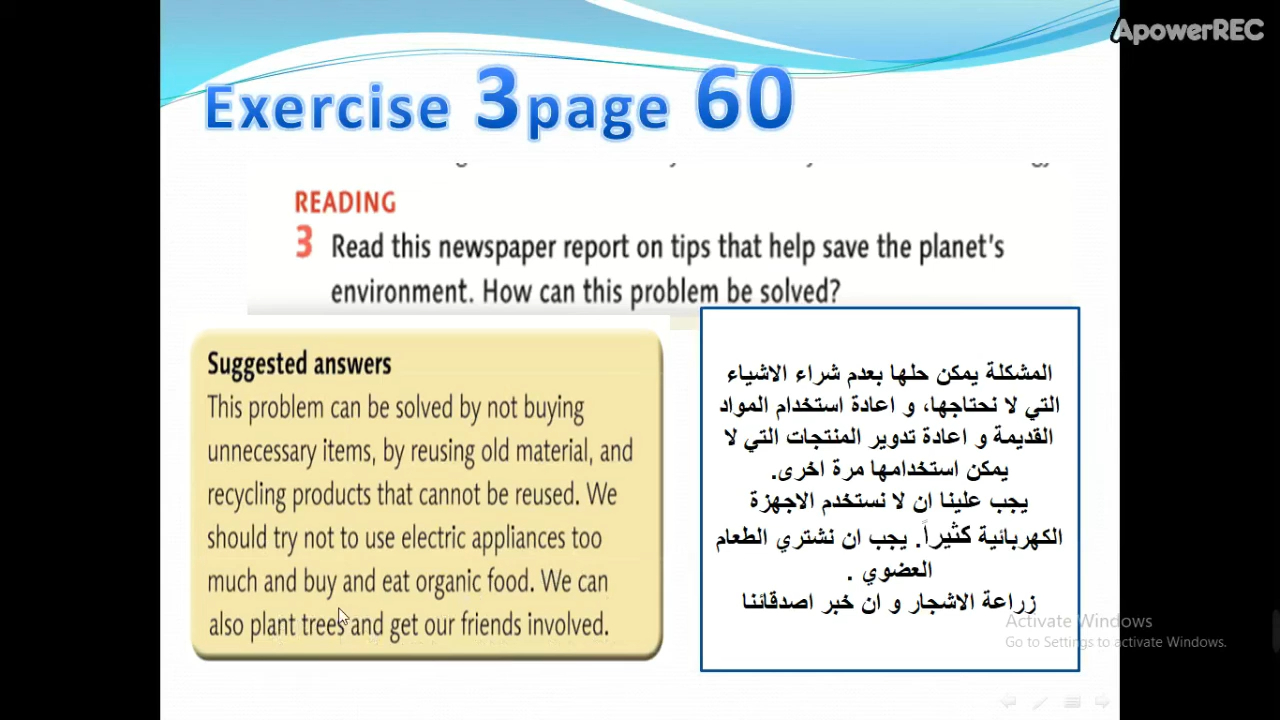 ApowerREC
Exercise 3page 60
READING
3 Read this newspaper report on tips that help save the planet's
environment. How can this problem be solved?
Suggested answers
This problem can be solved by not buying
unnecessary items, by reusing old material, and
recycling products that cannot be reused. We
should try not to use electric appliances too
much and buy and eat organic food. We can
also plant trees and get our friends involved.
المشكلة يمكن حلها بعدم شراء الاشياء
التي لا نحتاجها، و اعادة استخدام المواد
القديمة و اعادة تدوير المنتجات التي لا
يمكن استخدامها مرة اخرى.
يجب علينا ان لا نستخدم الاجهزة
الكهربائية كثيراً. يجب ان نشتري الطعام
العضوي .
زراعة الاشجار و ان خبر اصدقائنا
Activate Windows
Go to Settings to activate Windows.